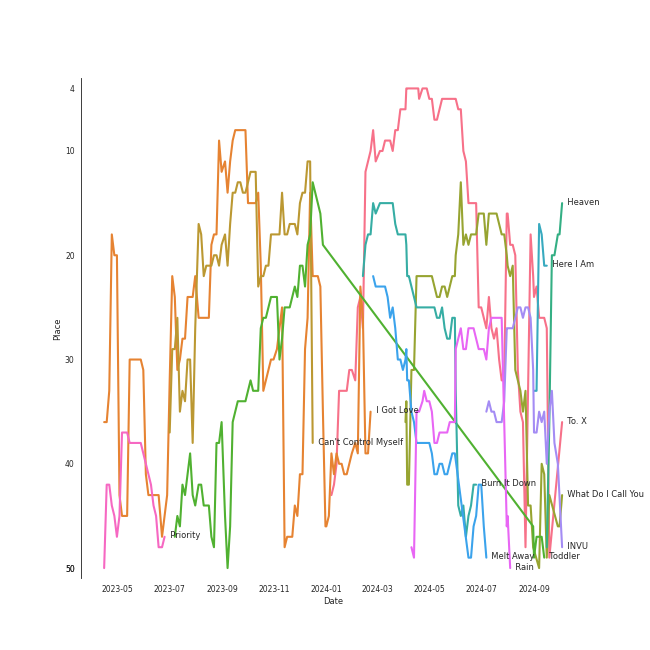 4
10
20
30
40
50
Place
Heaven
Here I Am
To. X
I Got Love
Can't Control Myself
Burn It Down
What Do I Call You
Priority
INVU
Melt Away
Toddler
Rain
2023-05
2023-07
2023-09
2023-11
2024-01
2024-03
2024-05
2024-07
2024-09
Date